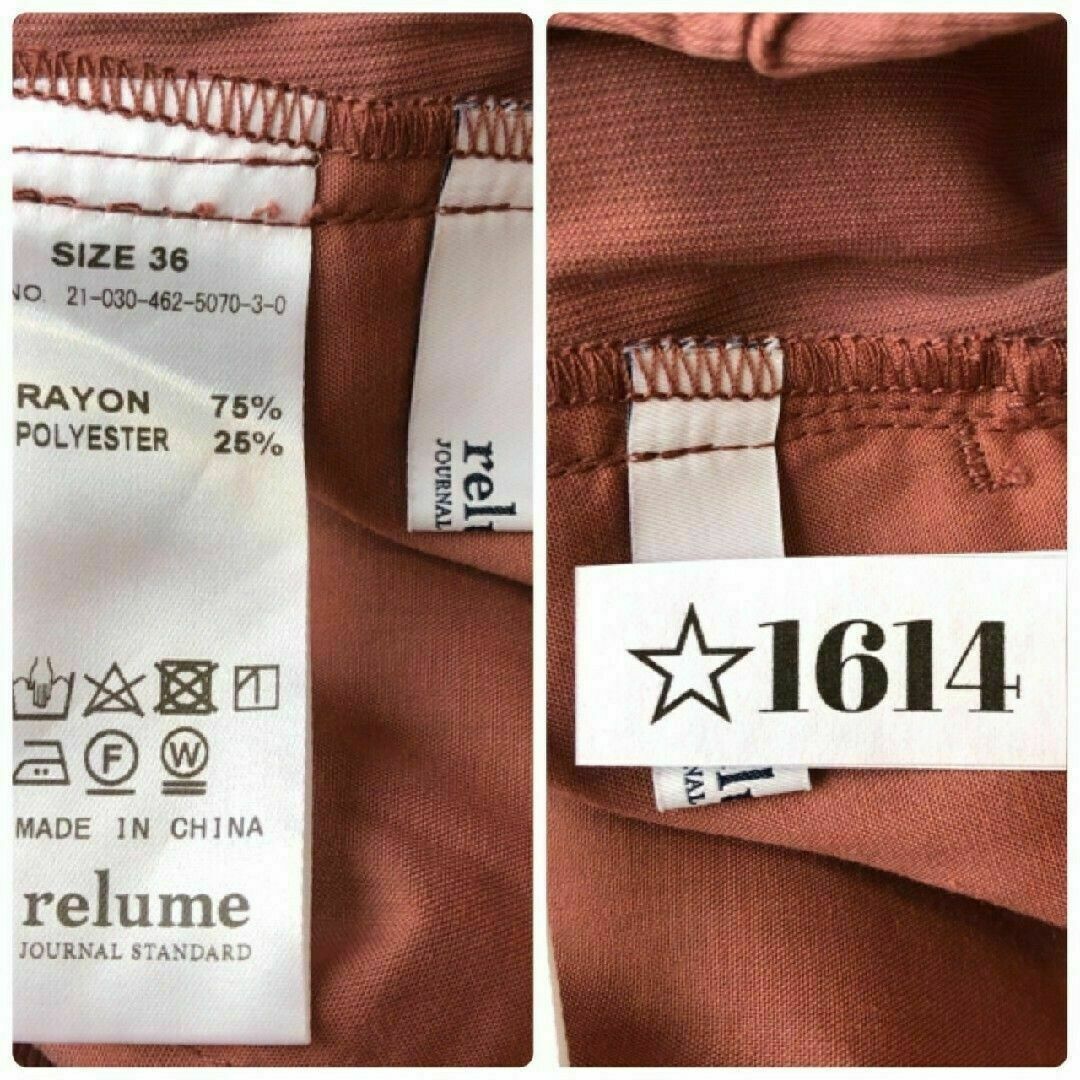 SIZE 36
NO. 21-030-462-5070-3-0
RAYON 75%
POLYESTER 25%
F
W
MADE IN CHINA
relume
JOURNAL STANDARD
relu
JOURNAL
☆1614